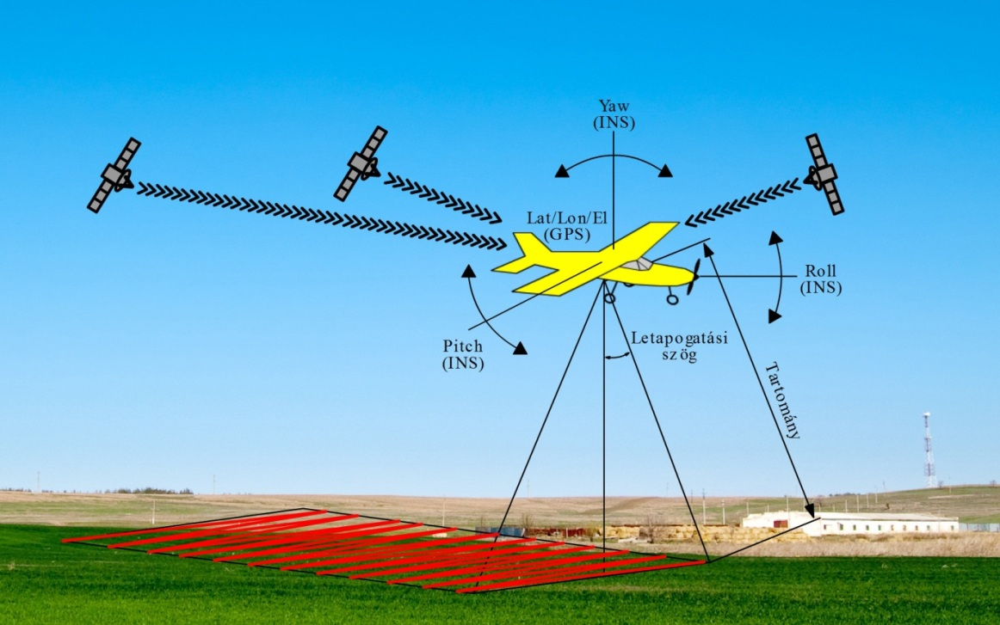 Yaw
(INS)
Lat/Lon/El
(GPS)
Roll
(INS)
Pitch
(INS)
Letapogatási
szög
Tartomány